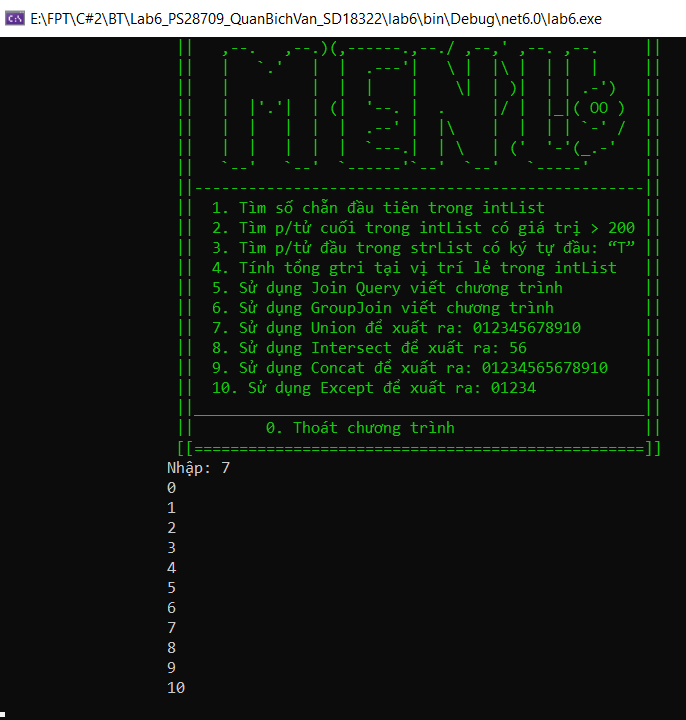 E:\FPT\C#2\BT\Lab6_PS28709_QuanBichVan_SD18322\lab6\bin\Debug\net6.0\lab6.exe
MENU
1. Tìm số chẵn đầu tiên trong intList
2. Tìm p/tử cuối trong intList có giá trị > 200
3. Tìm p/tử đầu trong strList có ký tự đầu: “T”
4. Tính tổng gtri tại vị trí lẻ trong intList
5. Sử dụng Join Query viết chương trình
6. Sử dụng GroupJoin viết chương trình
7. Sử dụng Union để xuất ra: 012345678910
8. Sử dụng Intersect để xuất ra: 56
9. Sử dụng Concat để xuất ra: 01234565678910
10. Sử dụng Except để xuất ra: 01234
0. Thoát chương trình
Nhập: 7
0
1
2
3
4
5
6
7
8
9
10